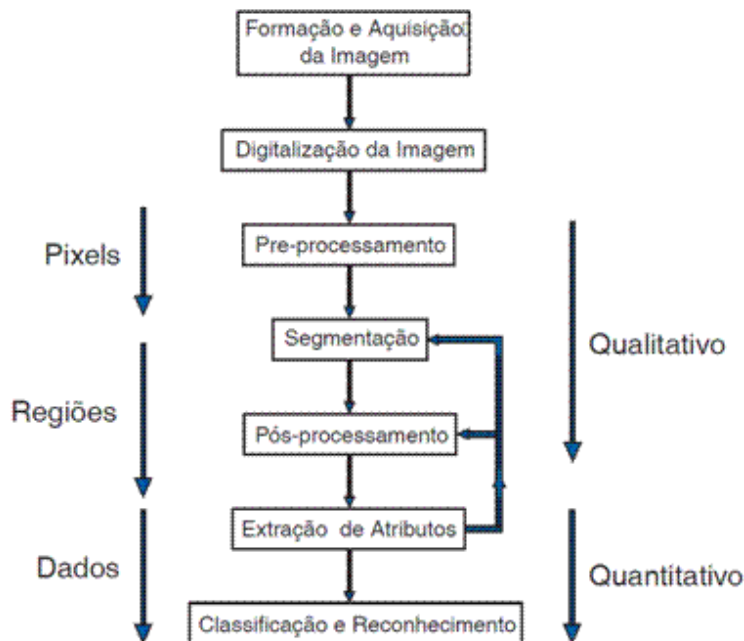 Formação e Aquisição
da Imagem
Digitalização da Imagem
Pixels
Pre-processamento
Segmentação
Qualitativo
Regiões
Pós-processamento
Extração de Atributos
Dados
Quantitativo
Classificação e Reconhecimento